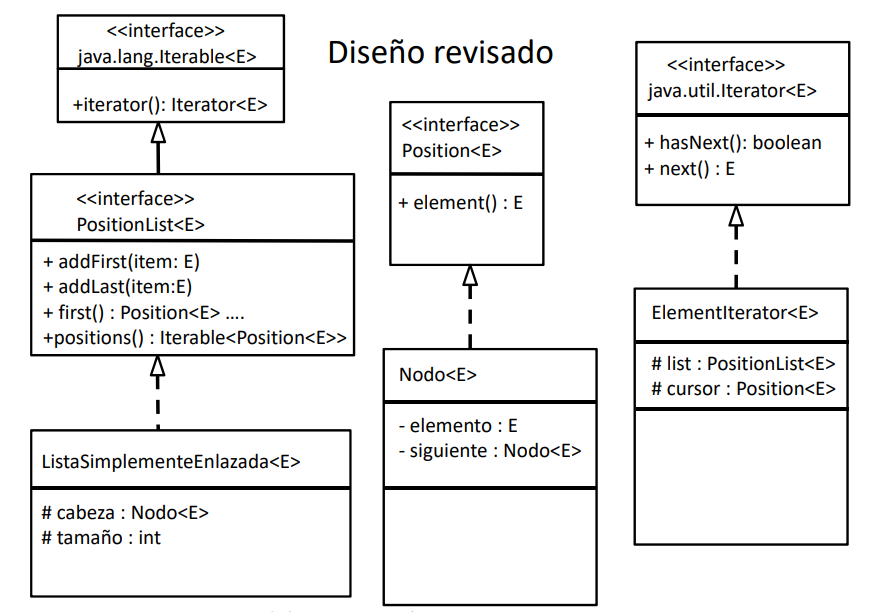 Diseño revisado
<<interface>>
java.lang.Iterable<E>
+iterator(): Iterator<E>
<<interface>>
PositionList<E>
+ addFirst(item: E)
+ addLast(item:E)
+ first() : Position<E> ....
+positions() : Iterable<Position<E>>
ListaSimplementeEnlazada<E>
# cabeza : Nodo<E>
# tamaño : int
<<interface>>
Position<E>
+ element() : E
Nodo<E>
- elemento : E
- siguiente : Nodo<E>
<<interface>>
java.util.Iterator<E>
+ hasNext(): boolean
+ next() : E
ElementIterator<E>
# list : PositionList<E>
# cursor : Position<E>